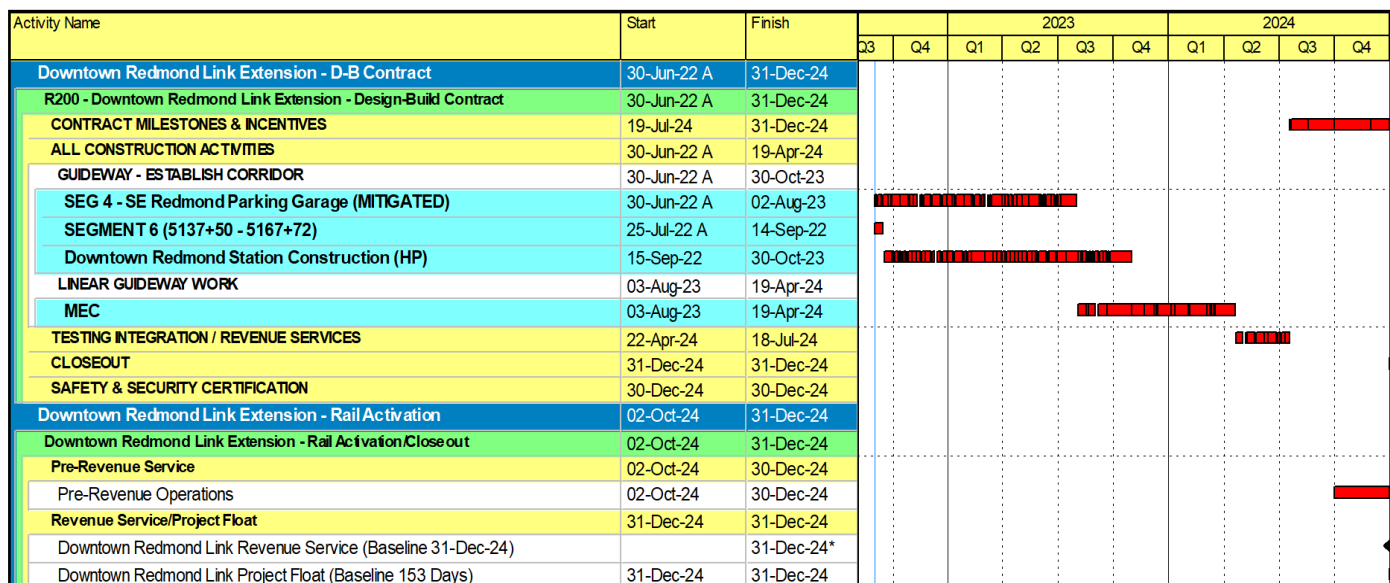 Activity Name Start Finish 2023 2024
Q3 Q4 Q1 Q2 Q3 Q4 Q1 Q2 Q3 Q4
Downtown Redmond Link Extension - D-B Contract 30-Jun-22 A 31-Dec-24
R200 - Downtown Redmond Link Extension - Design-Build Contract 30-Jun-22 A 31-Dec-24
CONTRACT MILESTONES & INCENTIVES 19-Jul-24 31-Dec-24
ALL CONSTRUCTION ACTIVITIES 30-Jun-22 A 19-Apr-24
GUIDEWAY - ESTABLISH CORRIDOR 30-Jun-22 A 30-Oct-23
SEG 4 - SE Redmond Parking Garage (MITIGATED) 30-Jun-22 A 02-Aug-23
SEGMENT 6 (5137+50 - 5167+72) 25-Jul-22 A 14-Sep-22
Downtown Redmond Station Construction (HP) 15-Sep-22 30-Oct-23
LINEAR GUIDEWAY WORK 03-Aug-23 19-Apr-24
MEC 03-Aug-23 19-Apr-24
TESTING INTEGRATION / REVENUE SERVICES 22-Apr-24 18-Jul-24
CLOSEOUT 31-Dec-24 31-Dec-24
SAFETY & SECURITY CERTIFICATION 30-Dec-24 30-Dec-24
Downtown Redmond Link Extension - Rail Activation 02-Oct-24 31-Dec-24
Downtown Redmond Link Extension - Rail Activation/Closeout 02-Oct-24 31-Dec-24
Pre-Revenue Service 02-Oct-24 30-Dec-24
Pre-Revenue Operations 02-Oct-24 30-Dec-24
Revenue Service/Project Float 31-Dec-24 31-Dec-24
Downtown Redmond Link Revenue Service (Baseline 31-Dec-24) 31-Dec-24*
Downtown Redmond Link Project Float (Baseline 153 Days) 31-Dec-24 31-Dec-24